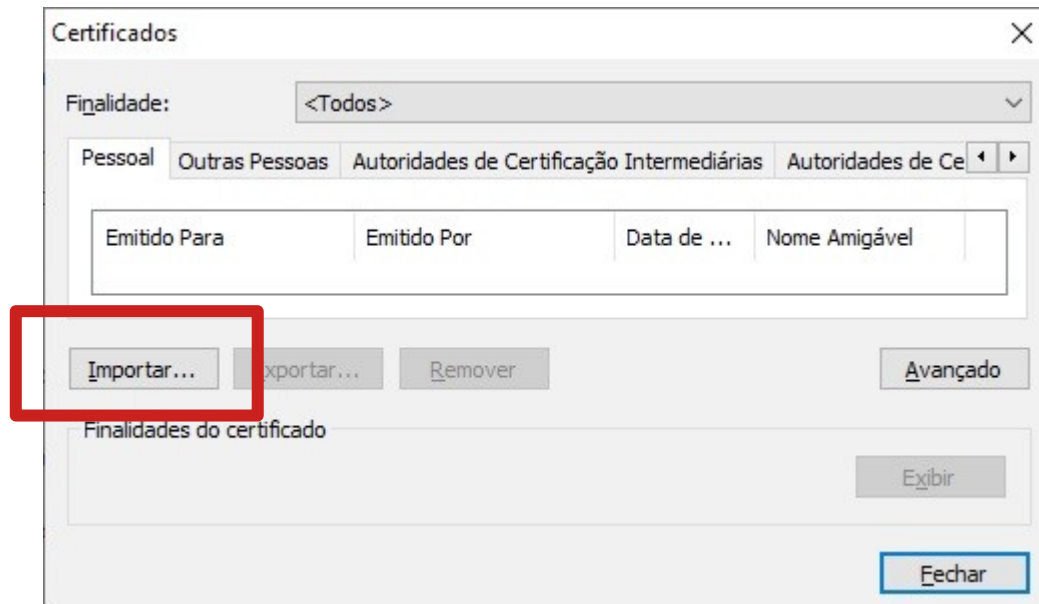 Certificados
Finalidade: <Todos>
Pessoal Outras Pessoas Autoridades de Certificação Intermediárias Autoridades de Ce
Emitido Para Emitido Por Data de ... Nome Amigável
Importar... xportar... Remover Avançado
Finalidades do certificado
Exibir
Fechar